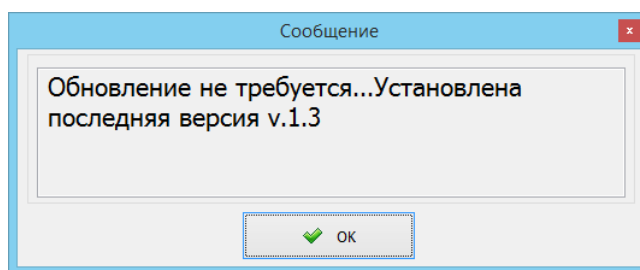 Сообщение
x
Обновление не требуется...Установлена
последняя версия v.1.3
ОК